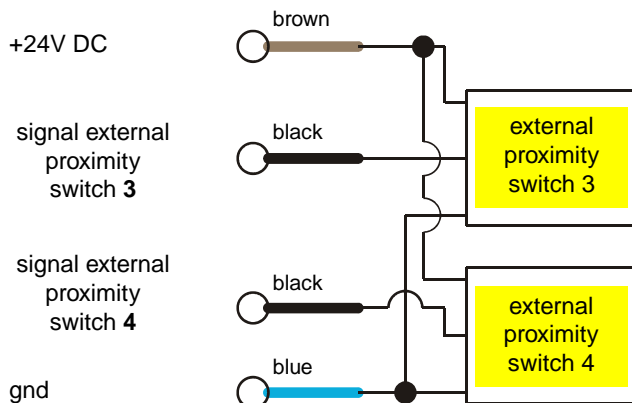 +24V DC
brown
signal external
proximity
switch 3
black
external
proximity
switch 3
signal external
proximity
switch 4
black
external
proximity
switch 4
gnd
blue